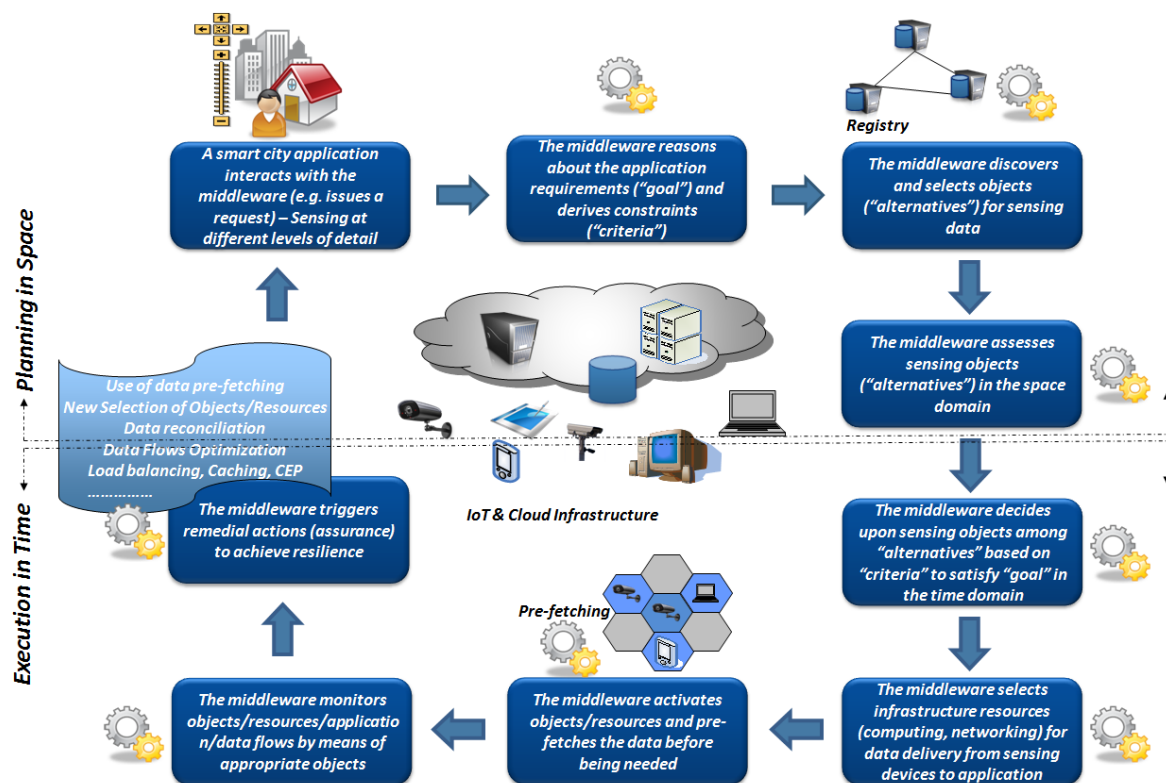 Registry
A smart city application
interacts with the
middleware (e.g. issues a
request) – Sensing at
different levels of detail
The middleware reasons
about the application
requirements (“goal”) and
derives constraints
(“criteria”)
The middleware discovers
and selects objects
(“alternatives”) for sensing
data
Planning in Space
The middleware assesses
sensing objects
(“alternatives”) in the space
domain
Use of data pre-fetching
New Selection of Objects/Resources
Data reconciliation
Data Flows Optimization
Load balancing, Caching, CEP
……………
Execution in Time
The middleware triggers
remedial actions (assurance)
to achieve resilience
IoT & Cloud Infrastructure
The middleware decides
upon sensing objects among
“alternatives” based on
“criteria” to satisfy “goal” in
the time domain
Pre-fetching
The middleware monitors
objects/resources/applicatio
n/data flows by means of
appropriate objects
The middleware activates
objects/resources and pre-
fetches the data before
being needed
The middleware selects
infrastructure resources
(computing, networking) for
data delivery from sensing
devices to application